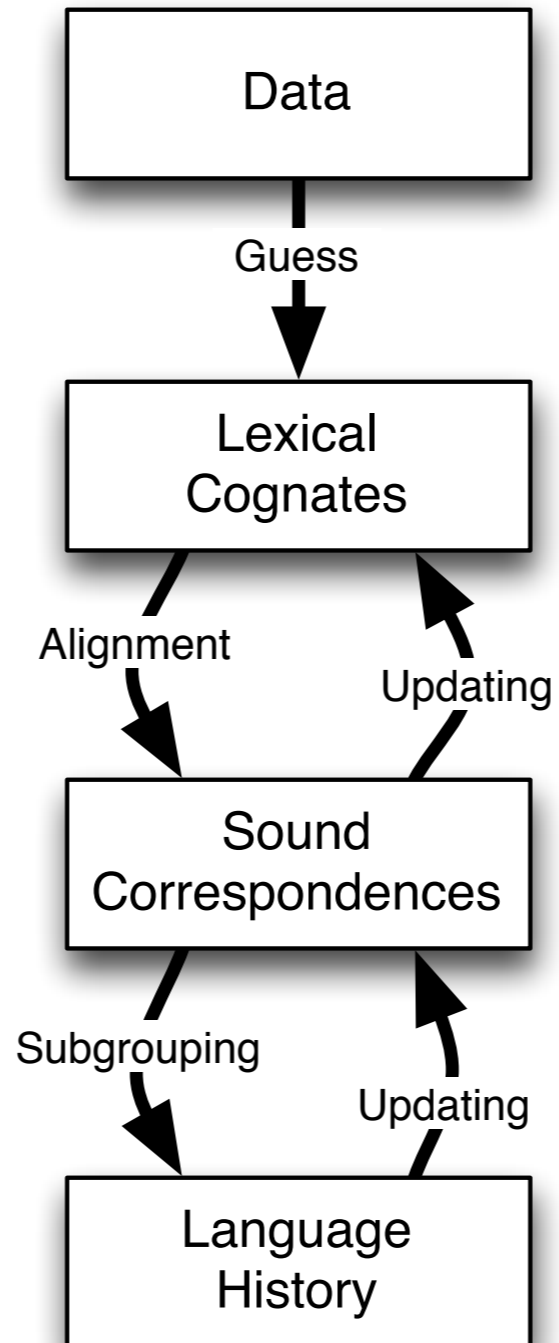 Data
Guess
Lexical
Cognates
Alignment
Updating
Sound
Correspondences
Subgrouping
Updating
Language
History